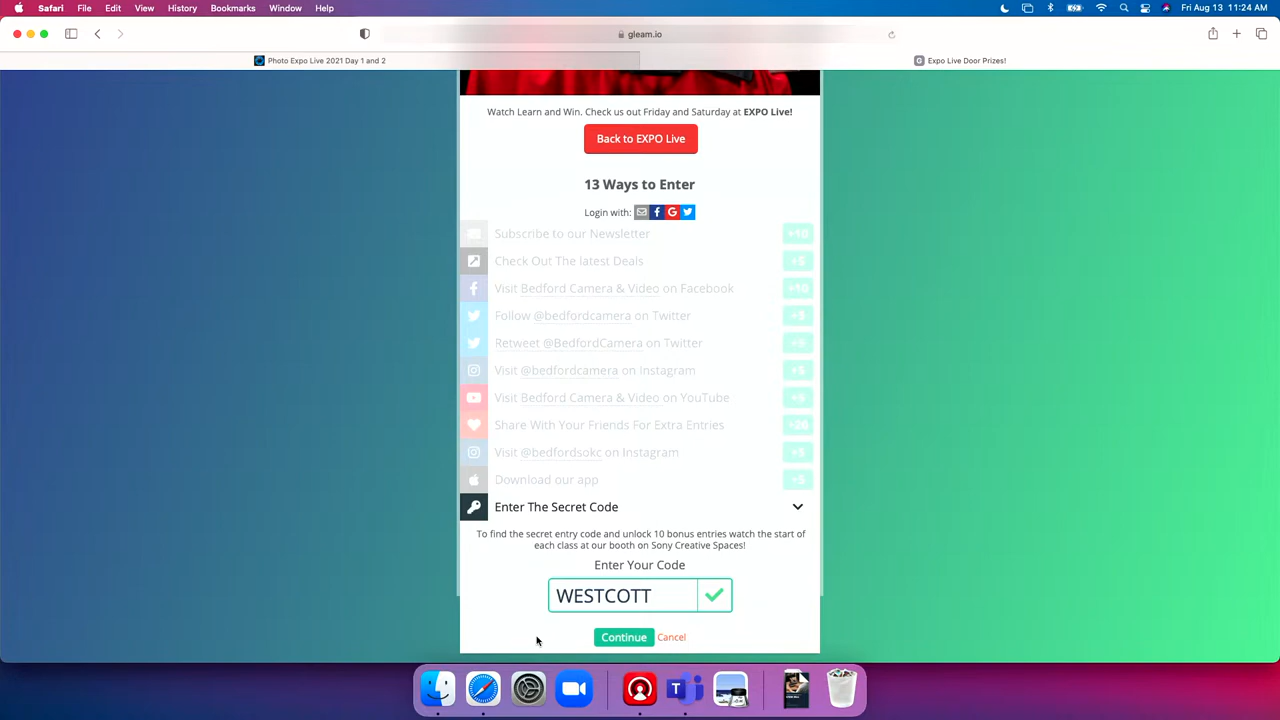 Safari File Edit View History Bookmarks Window Help Fri Aug 13 11:24 AM
gleam.io
Photo Expo Live 2021 Day 1 and 2 G Expo Live Door Prizes!
Watch Learn and Win. Check us out Friday and Saturday at EXPO Live!
Back to EXPO Live
13 Ways to Enter
Login with:
Subscribe to our Newsletter +10
Check Out The latest Deals +5
Visit Bedford Camera & Video on Facebook +10
Follow @bedfordcamera on Twitter +5
Retweet @BedfordCamera on Twitter
Visit @bedfordcamera on Instagram +5
Visit Bedford Camera & Video on YouTube
Share With Your Friends For Extra Entries
Visit @bedfordsokc on Instagram +5
Download our app +5
Enter The Secret Code
To find the secret entry code and unlock 10 bonus entries watch the start of
each class at our booth on Sony Creative Spaces!
Enter Your Code
WESTCOTT
Continue Cancel